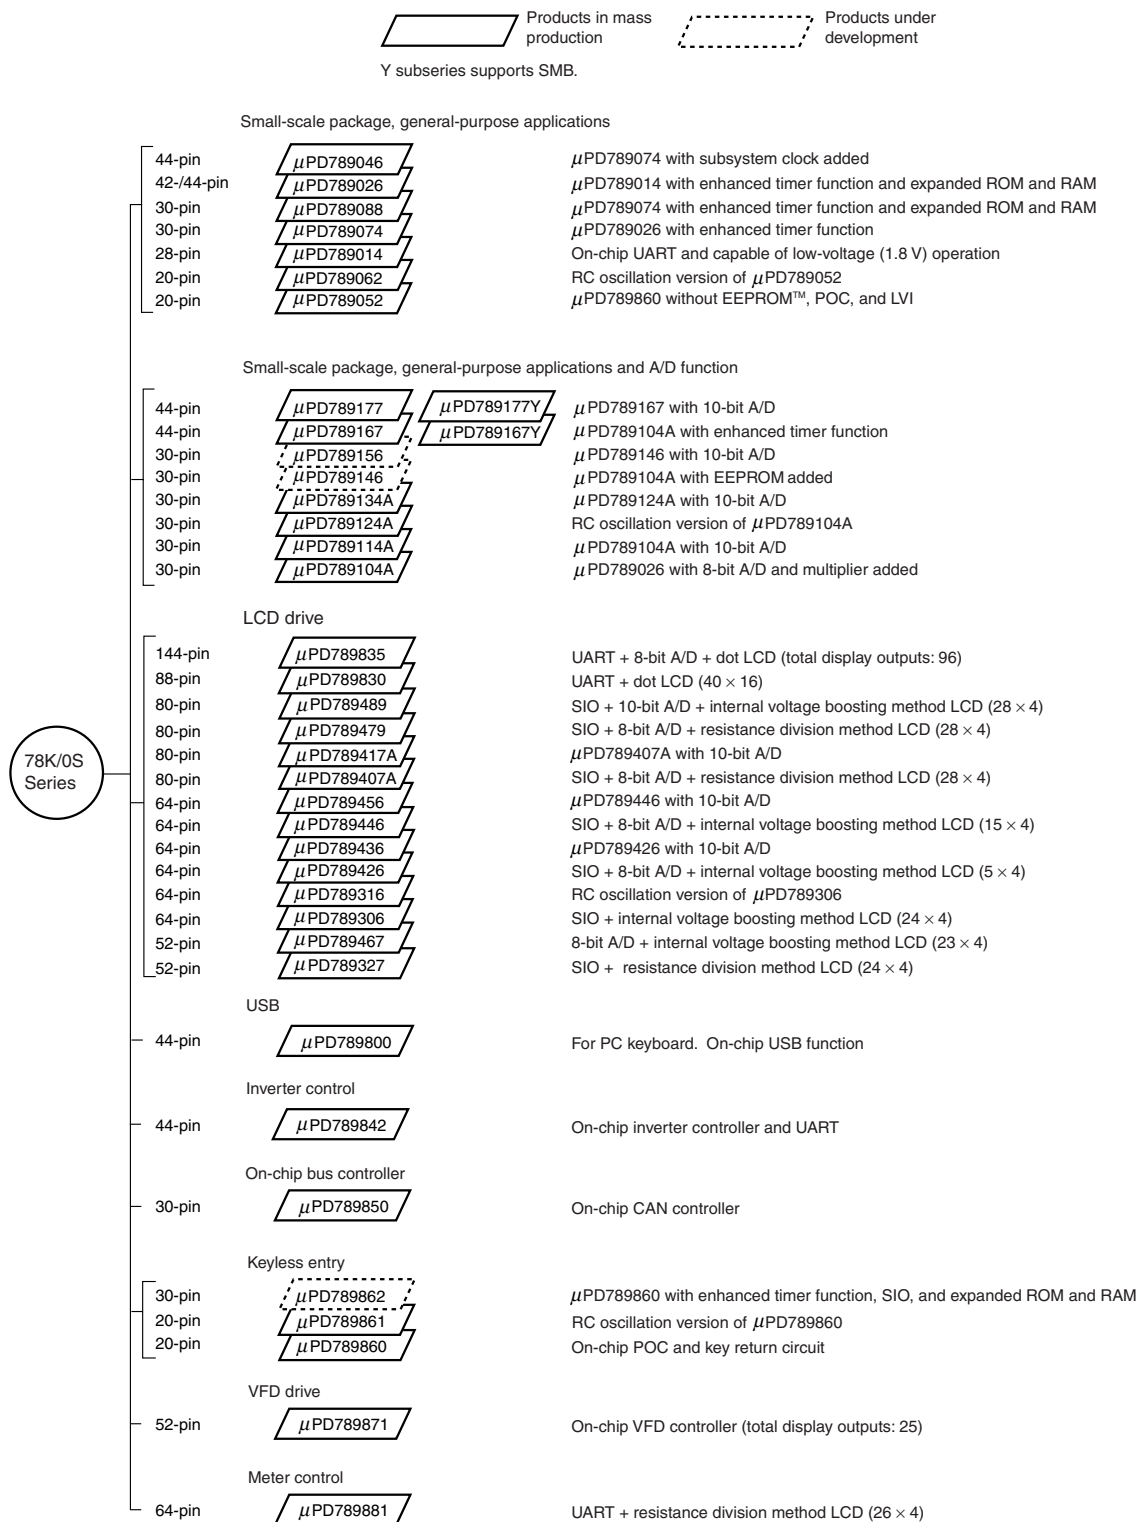 Products in mass production
Products under development
Y subseries supports SMB.
Small-scale package, general-purpose applications
44-pin μPD789046 μPD789074 with subsystem clock added
42-/44-pin μPD789026 μPD789014 with enhanced timer function and expanded ROM and RAM
30-pin μPD789088 μPD789074 with enhanced timer function and expanded ROM and RAM
30-pin μPD789074 μPD789026 with enhanced timer function
28-pin μPD789014 On-chip UART and capable of low-voltage (1.8 V) operation
20-pin μPD789062 RC oscillation version of μPD789052
20-pin μPD789052 μPD789860 without EEPROM™, POC, and LVI
Small-scale package, general-purpose applications and A/D function
44-pin μPD789177 μPD789177Y μPD789167 with 10-bit A/D
44-pin μPD789167 μPD789167Y μPD789104A with enhanced timer function
30-pin μPD789156 μPD789146 with 10-bit A/D
30-pin μPD789146 μPD789104A with EEPROM added
30-pin μPD789134A μPD789124A with 10-bit A/D
30-pin μPD789124A RC oscillation version of μPD789104A
30-pin μPD789114A μPD789104A with 10-bit A/D
30-pin μPD789104A μPD789026 with 8-bit A/D and multiplier added
LCD drive
144-pin μPD789835 UART + 8-bit A/D + dot LCD (total display outputs: 96)
88-pin μPD789830 UART + dot LCD (40 × 16)
80-pin μPD789489 SIO + 10-bit A/D + internal voltage boosting method LCD (28 × 4)
80-pin μPD789479 SIO + 8-bit A/D + resistance division method LCD (28 × 4)
80-pin μPD789417A μPD789407A with 10-bit A/D
80-pin μPD789407A SIO + 8-bit A/D + resistance division method LCD (28 × 4)
64-pin μPD789456 μPD789446 with 10-bit A/D
64-pin μPD789446 SIO + 8-bit A/D + internal voltage boosting method LCD (15 × 4)
64-pin μPD789436 μPD789426 with 10-bit A/D
64-pin μPD789426 SIO + 8-bit A/D + internal voltage boosting method LCD (5 × 4)
64-pin μPD789316 RC oscillation version of μPD789306
64-pin μPD789306 SIO + internal voltage boosting method LCD (24 × 4)
52-pin μPD789467 8-bit A/D + internal voltage boosting method LCD (23 × 4)
52-pin μPD789327 SIO + resistance division method LCD (24 × 4)
78K/0S
Series
USB
44-pin μPD789800 For PC keyboard. On-chip USB function
Inverter control
44-pin μPD789842 On-chip inverter controller and UART
On-chip bus controller
30-pin μPD789850 On-chip CAN controller
Keyless entry
30-pin μPD789862 μPD789860 with enhanced timer function, SIO, and expanded ROM and RAM
20-pin μPD789861 RC oscillation version of μPD789860
20-pin μPD789860 On-chip POC and key return circuit
VFD drive
52-pin μPD789871 On-chip VFD controller (total display outputs: 25)
Meter control
64-pin μPD789881 UART + resistance division method LCD (26 × 4)